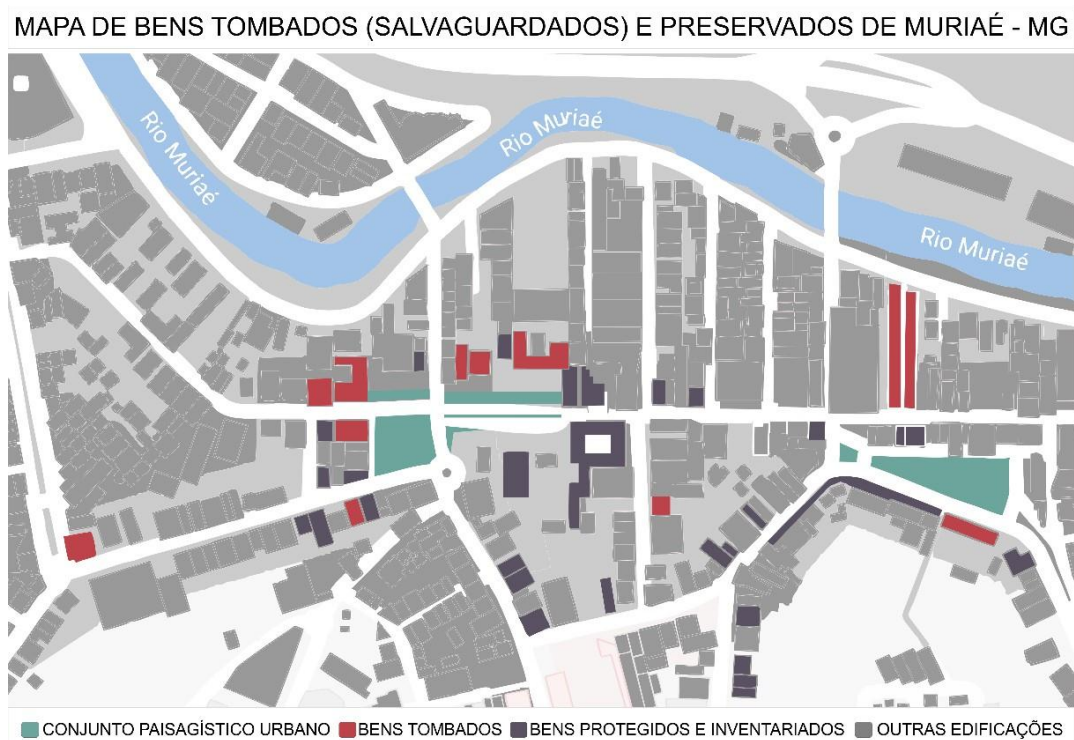 MAPA DE BENS TOMBADOS (SALVAGUARDADOS) E PRESERVADOS DE MURIAÉ - MG
Rio Muriaé
Rio Muriaé
Rio Muriaé
CONJUNTO PAISAGÍSTICO URBANO
BENS TOMBADOS
BENS PROTEGIDOS E INVENTARIADOS
OUTRAS EDIFICAÇÕES